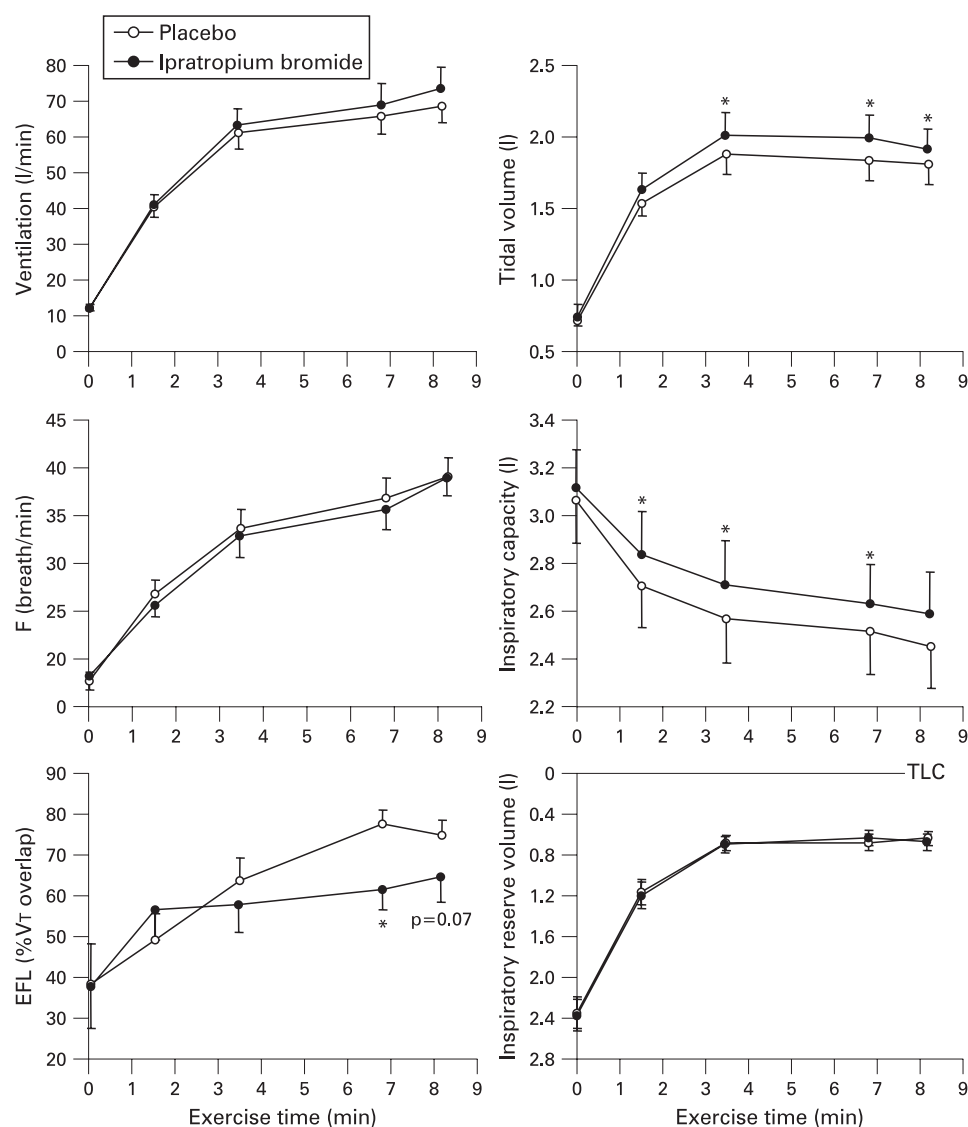 Placebo
Ipratropium bromide
Ventilation (l/min)
80
70
60
50
40
30
20
10
0
0 1 2 3 4 5 6 7 8 9
Tidal volume (l)
2.5
2.0
1.5
1.0
0.5
* * *
0 1 2 3 4 5 6 7 8 9
F (breath/min)
45
40
35
30
25
20
0
0 1 2 3 4 5 6 7 8 9
Inspiratory capacity (l)
3.4
3.2
3.0
2.8
2.6
2.4
2.2
* * *
0 1 2 3 4 5 6 7 8 9
EFL (%VT overlap)
90
80
70
60
50
40
30
20
* p=0.07
0 1 2 3 4 5 6 7 8 9
Exercise time (min)
Inspiratory reserve volume (l)
0
0.4
0.8
1.2
1.6
2.0
2.4
2.8
TLC
0 1 2 3 4 5 6 7 8 9
Exercise time (min)